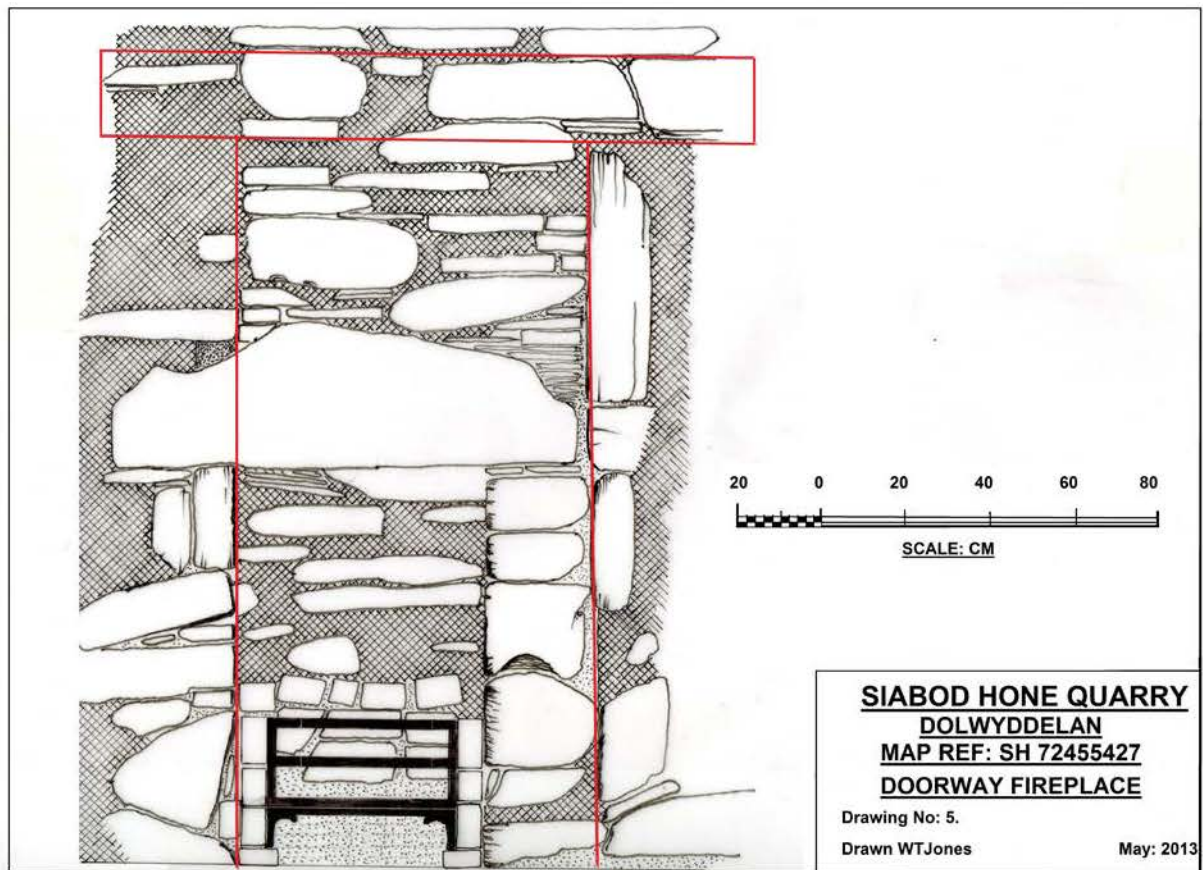 20 0 20 40 60 80
SCALE: CM
SIABOD HONE QUARRY
DOLWYDDELAN
MAP REF: SH 72455427
DOORWAY FIREPLACE
Drawing No: 5.
Drawn WTJones May: 2013